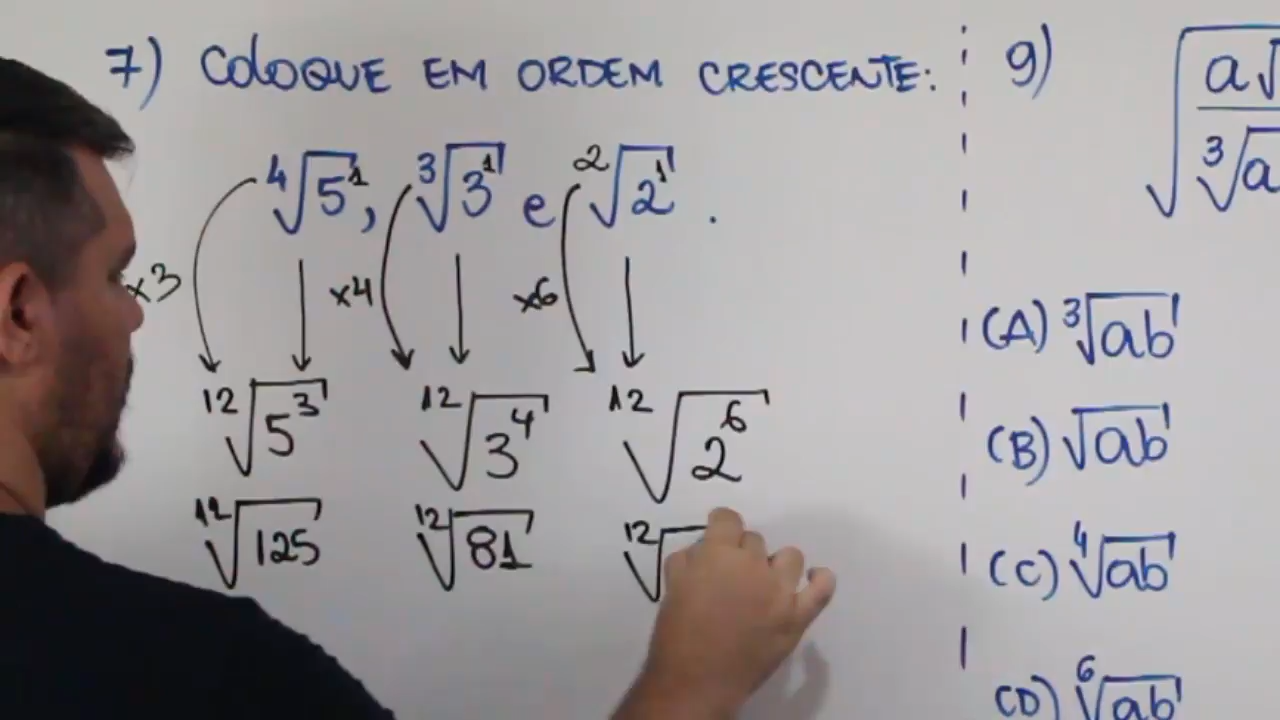 7) COLOQUE EM ORDEM CRESCENTE:
⁴√5¹, ³√3¹ e ²√2¹.
x3 x4 x6
¹²√5³ ¹²√3⁴ ¹²√2⁶
¹²√125 ¹²√81 ¹²√
9) √(a√ / ³√a
(A) ³√ab
(B) √ab
(C) ⁴√ab
(D) ⁶√ab